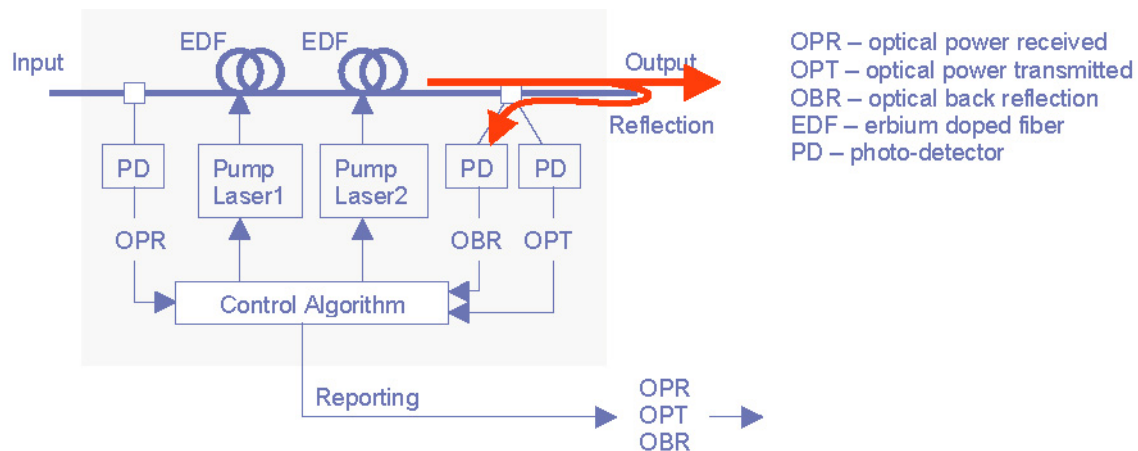 EDF
EDF
Input
Output
Reflection
PD
Pump
Laser1
Pump
Laser2
PD
PD
OPR
OBR
OPT
Control Algorithm
Reporting
OPR
OPT
OBR
OPR – optical power received
OPT – optical power transmitted
OBR – optical back reflection
EDF – erbium doped fiber
PD – photo-detector